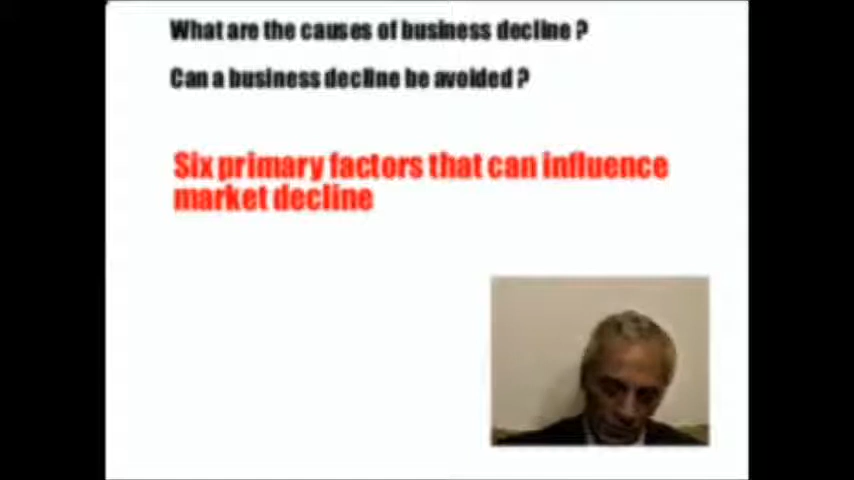 What are the causes of business decline ?
Can a business decline be avoided ?
Six primary factors that can influence
market decline